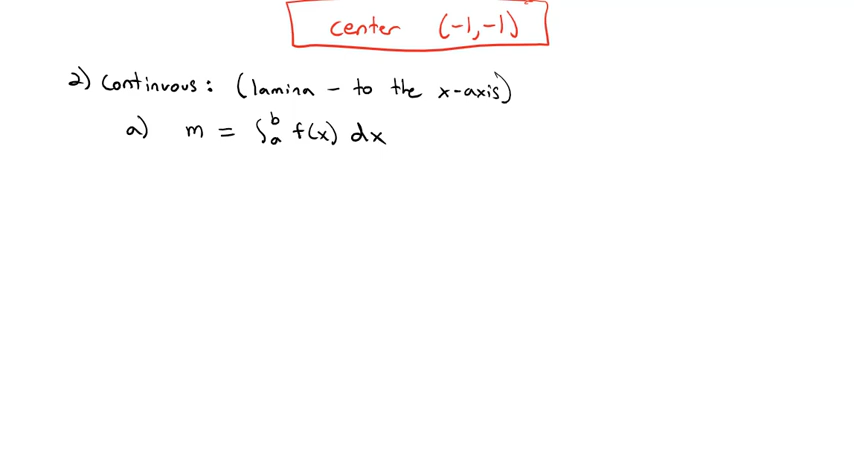 center (-1,-1)
2) Continuous: (lamina - to the x-axis)
a) m = ∫ₐᵇ f(x) dx